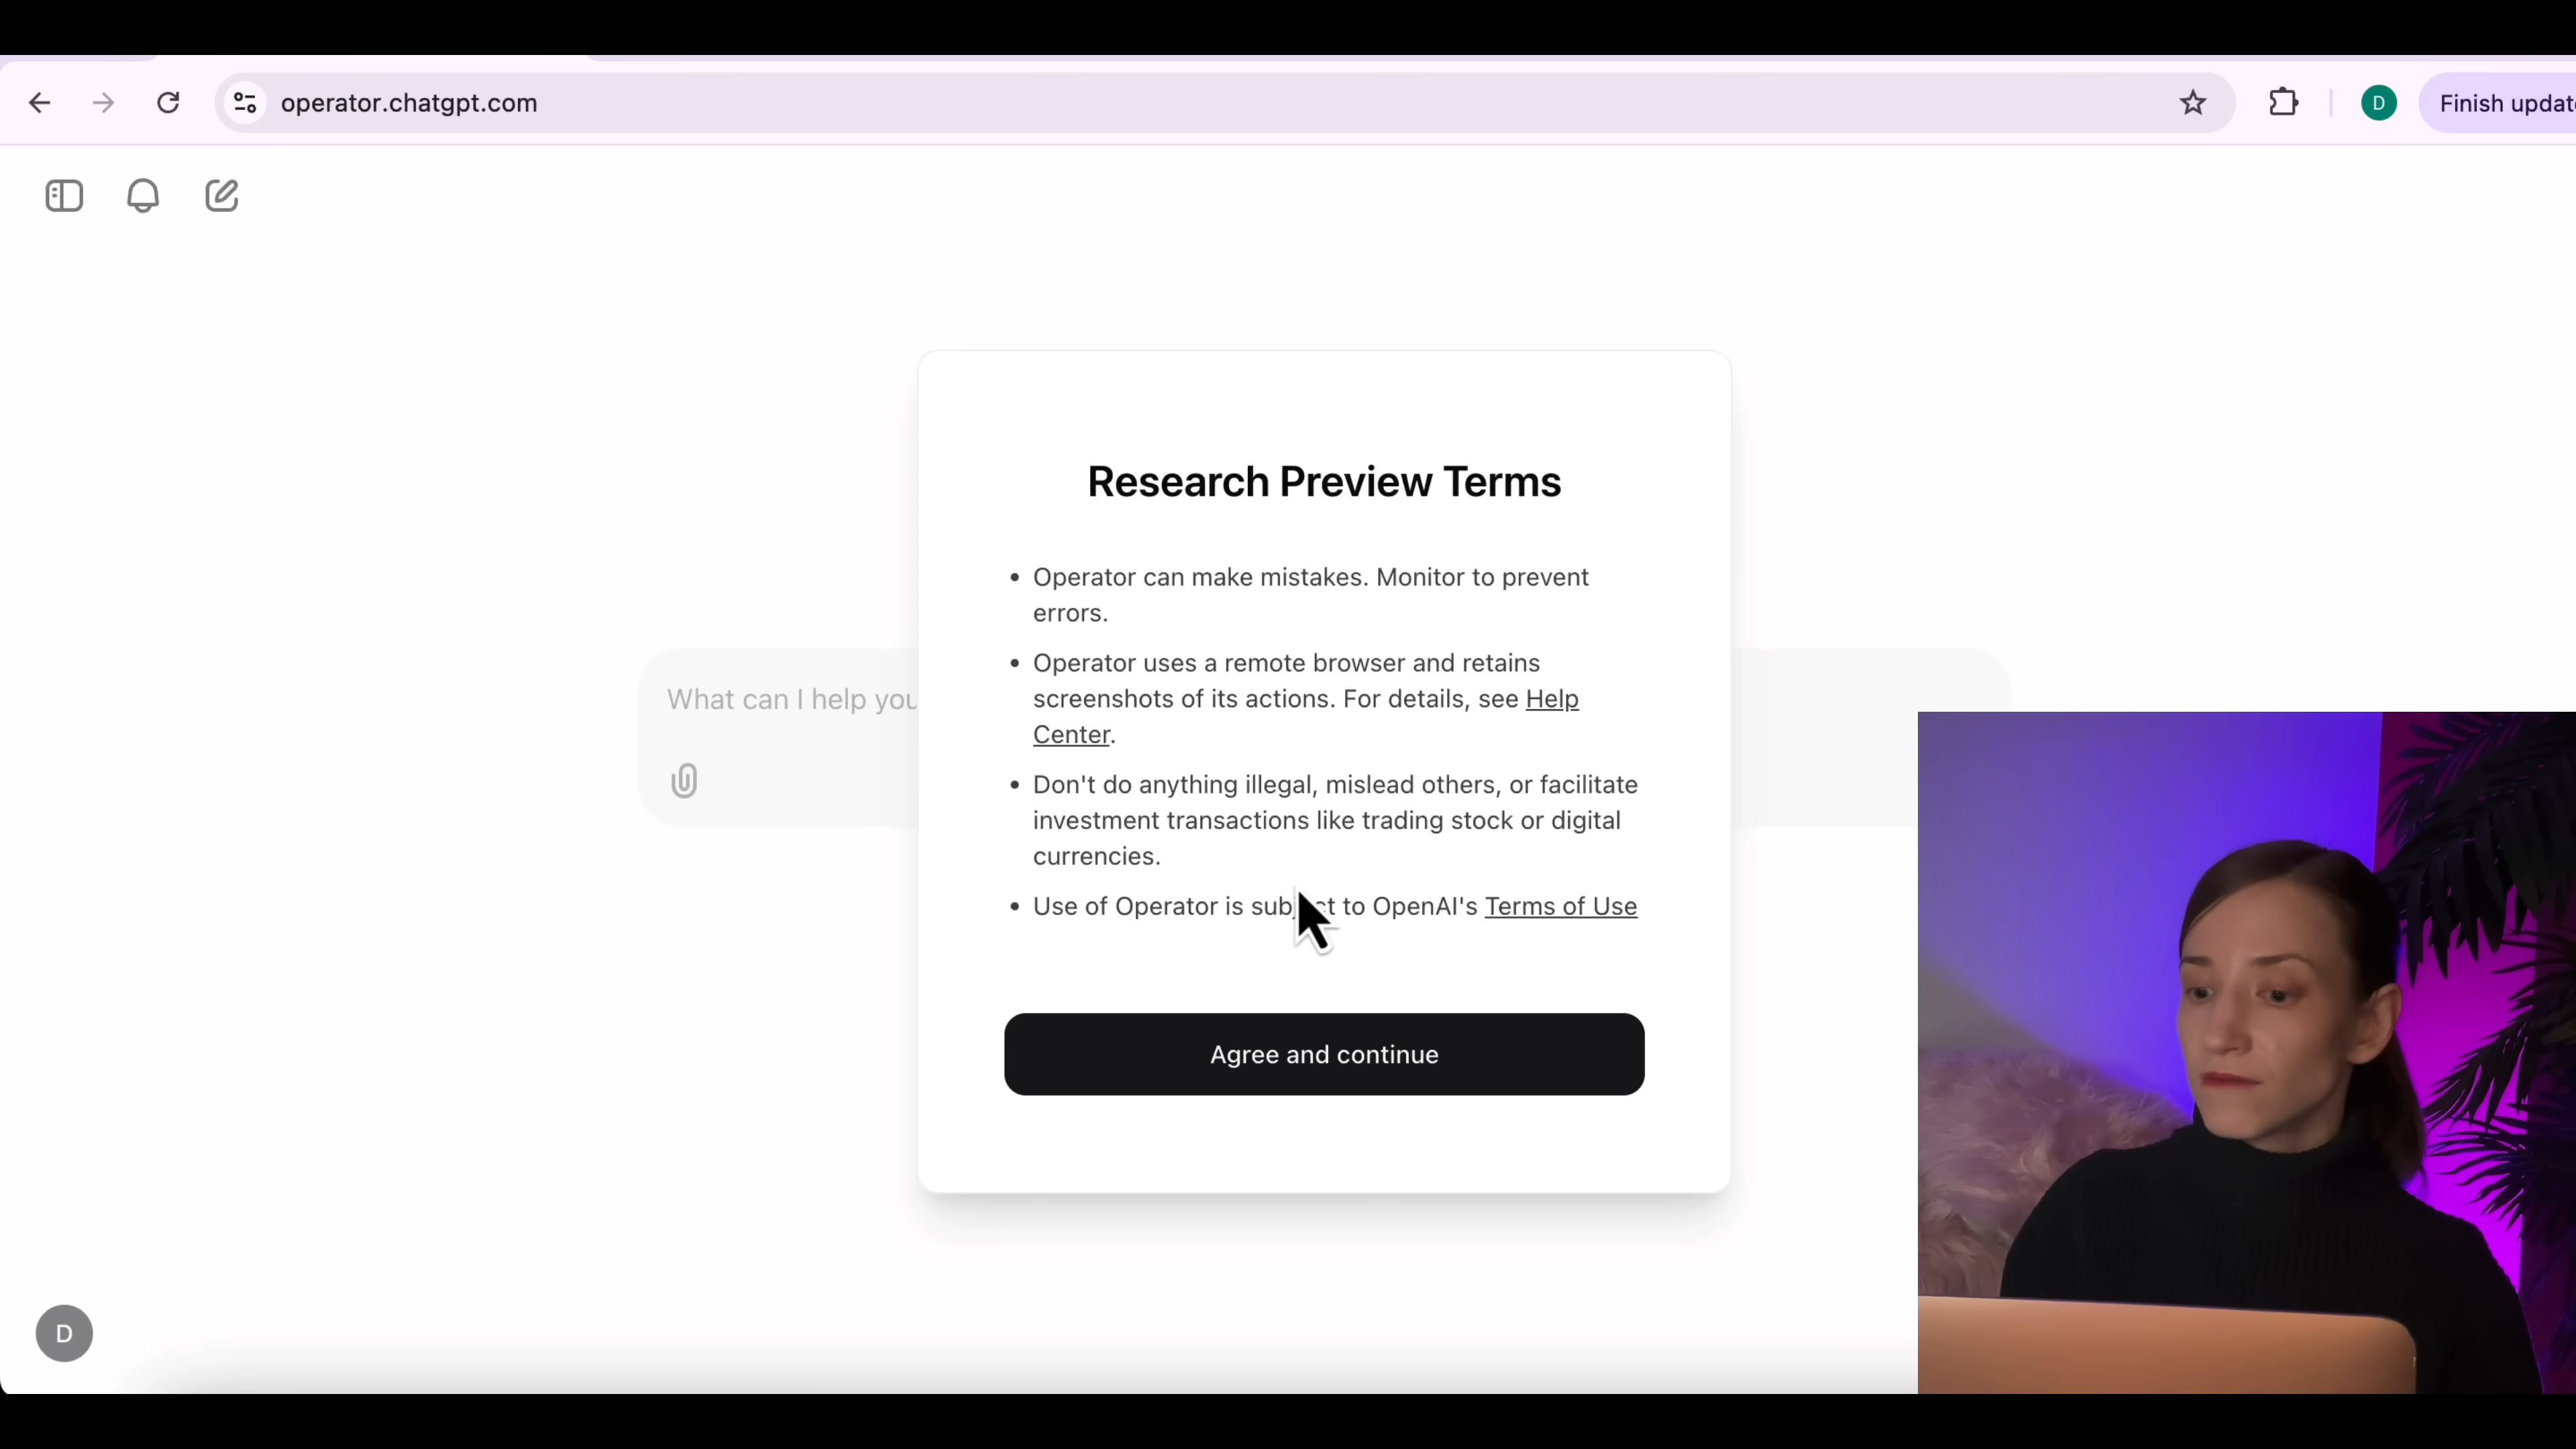 operator.chatgpt.com
D
Finish updat
Research Preview Terms
• Operator can make mistakes. Monitor to prevent
errors.
• Operator uses a remote browser and retains
screenshots of its actions. For details, see Help
Center.
What can I help you
• Don't do anything illegal, mislead others, or facilitate
investment transactions like trading stock or digital
currencies.
• Use of Operator is subject to OpenAI's Terms of Use
Agree and continue
D